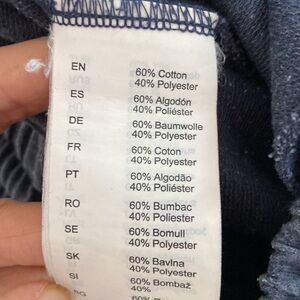 EN 60% Cotton
40% Polyester
ES 60% Algodón
40% Poliéster
DE 60% Baumwolle
40% Polyester
FR 60% Coton
40% Polyester
PT 60% Algodão
40% Poliéster
RO 60% Bumbac
40% Poliester
SE 60% Bomull
40% Polyester
SK 60% Bavlna
40% Polyester
SI 60% Bombaž
40%
60%